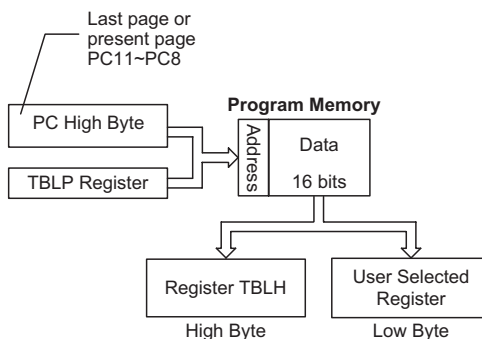 Last page or
present page
PC11~PC8
PC High Byte
TBLP Register
Program Memory
Address
Data
16 bits
Register TBLH
High Byte
User Selected
Register
Low Byte